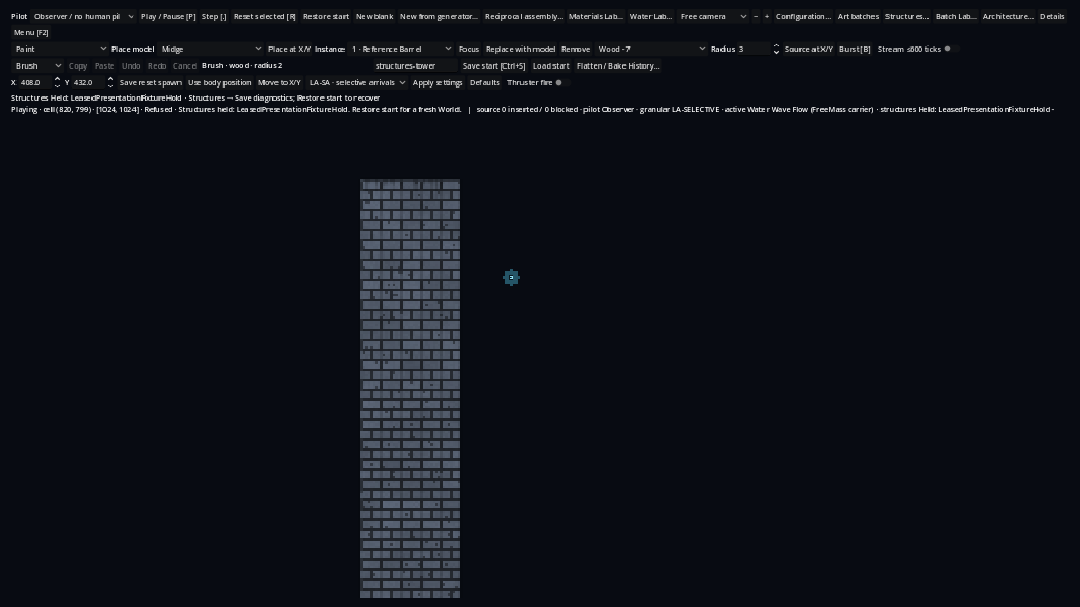 Pilot Observer / no human pil Play / Pause [P] Step [.] Reset selected [R] Restore start New blank New from generator... Reciprocal assembly... Materials Lab... Water Lab... Free camera − + Configuration... Art batches Structures... Batch Lab... Architecture... Details
Menu [F2]
Paint Place model Midge Place at X/Y Instance 1 · Reference Barrel Focus Replace with model Remove Wood · 7 Radius 3 Source at X/Y Burst [B] Stream ≤600 ticks
Brush Copy Paste Undo Redo Cancel Brush · wood · radius 2 structures-tower Save start [Ctrl+S] Load start Flatten / Bake History...
X 408.0 Y 432.0 Save reset spawn Use body position Move to X/Y LA-SA · selective arrivals Apply settings Defaults Thruster fire
Structures Held: LeasedPresentationFixtureHold · Structures → Save diagnostics; Restore start to recover
Playing · cell (820, 799) · [1024, 1024] · Refused · Structures held: LeasedPresentationFixtureHold. Restore start for a fresh World. | source 0 inserted / 0 blocked · pilot Observer · granular LA-SELECTIVE · active Water Wave Flow (FreeMass carrier) · structures Held: LeasedPresentationFixtureHold ·